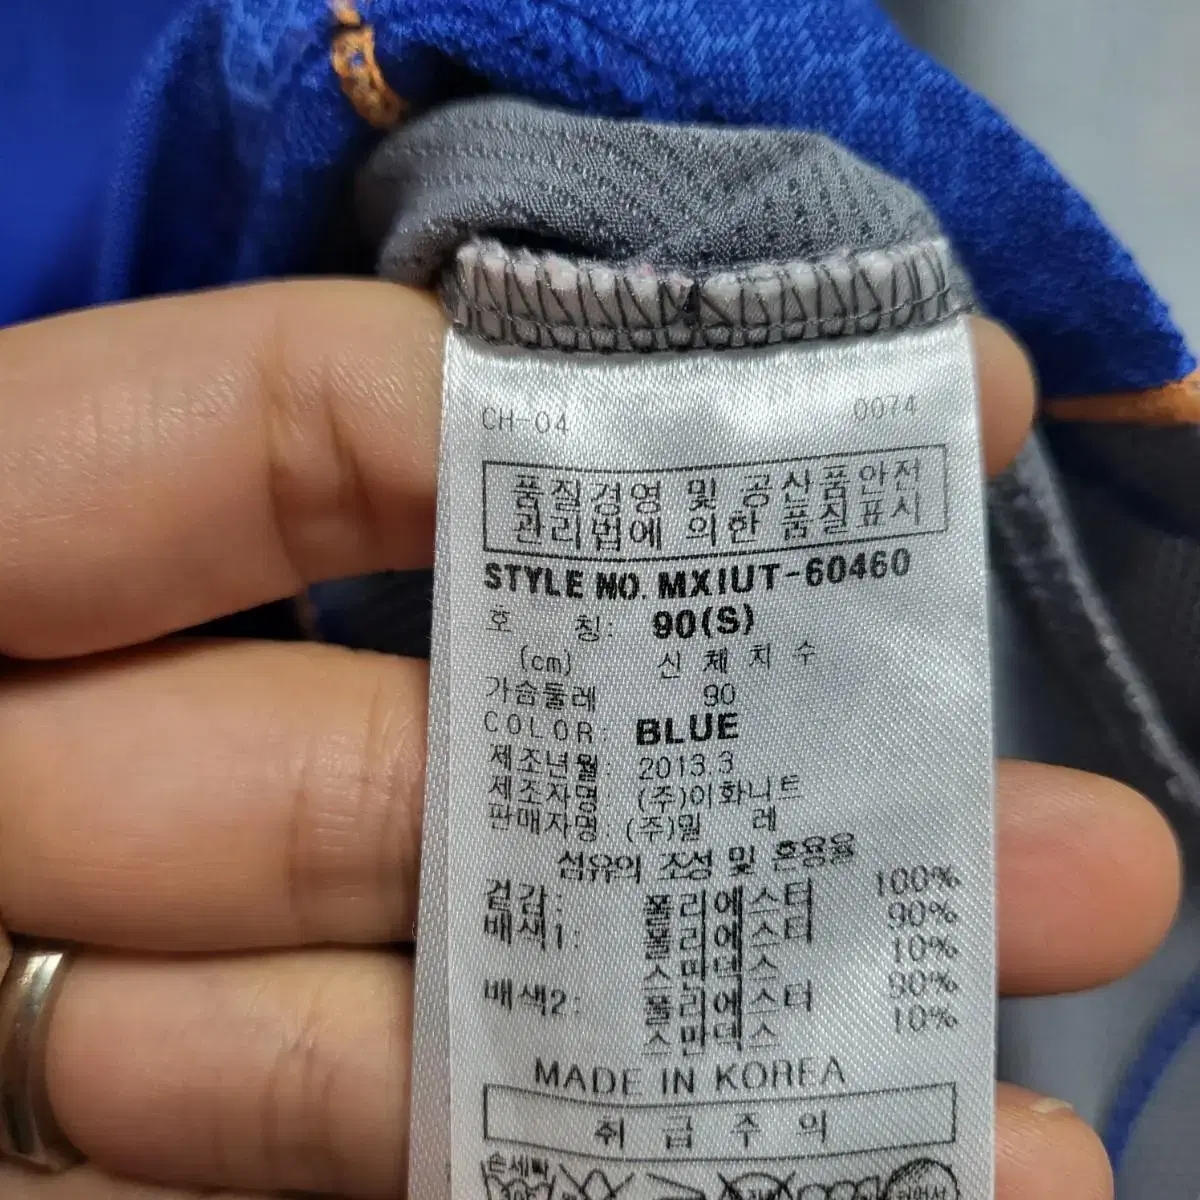 CH-04 0074
품질경영 및 공산품안전
관리법에 의한 품질표시
STYLE NO. MXIUT-60460
호 칭: 90(S)
(cm) 신체치수
가슴둘레 90
COLOR: BLUE
제조년월: 2013.3
제조자명: (주)이화니트
판매자명: (주)밀 레
섬유의 조성 및 혼용율
겉감: 폴리에스터 100%
배색1: 폴리에스터 90%
스판덱스 10%
배색2: 폴리에스터 90%
스판덱스 10%
MADE IN KOREA
취급주의
손세탁
30°